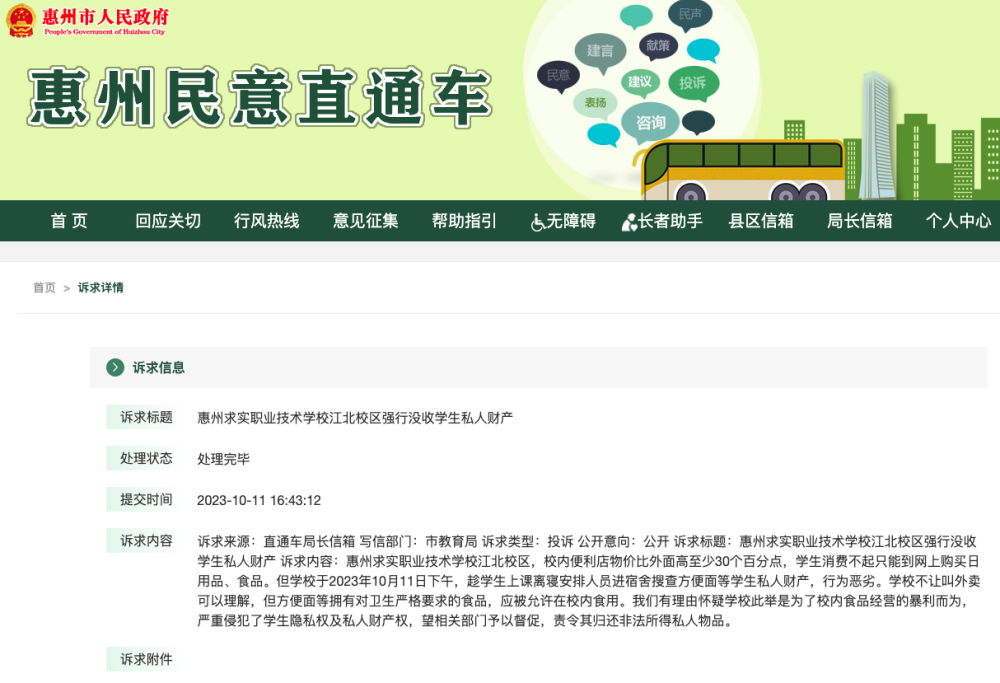 惠州市人民政府
People's Government of Huizhou City
惠州民意直通车
民声
建言
献策
民意
建议
投诉
表扬
咨询
首 页
回应关切
行风热线
意见征集
帮助指引
无障碍
长者助手
县区信箱
局长信箱
个人中心
首页 > 诉求详情
诉求信息
诉求标题 惠州求实职业技术学校江北校区强行没收学生私人财产
处理状态 处理完毕
提交时间 2023-10-11 16:43:12
诉求内容 诉求来源：直通车局长信箱 写信部门：市教育局 诉求类型：投诉 公开意向：公开 诉求标题：惠州求实职业技术学校江北校区强行没收
学生私人财产 诉求内容：惠州求实职业技术学校江北校区，校内便利店物价比外面高至少30个百分点，学生消费不起只能到网上购买日
用品、食品。但学校于2023年10月11日下午，趁学生上课离寝安排人员进宿舍搜查方便面等学生私人财产，行为恶劣。学校不让叫外卖
可以理解，但方便面等拥有对卫生严格要求的食品，应被允许在校内食用。我们有理由怀疑学校此举是为了校内食品经营的暴利而为，
严重侵犯了学生隐私权及私人财产权，望相关部门予以督促，责令其归还非法所得私人物品。
诉求附件